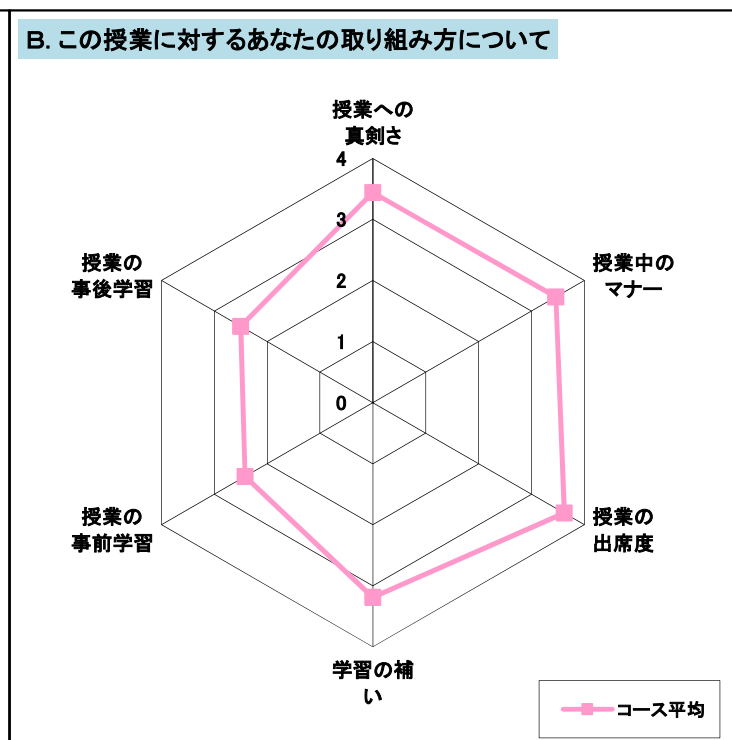 B. この授業に対するあなたの取り組み方について
授業への
真剣さ
4
3
2
1
0
授業中の
マナー
授業の
出席度
学習の補
い
授業の
事前学習
授業の
事後学習
コース平均